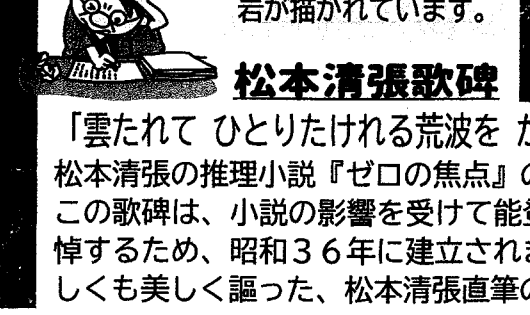 岩が描かれています。
松本清張歌碑
「雲たれて ひとりたけれる荒波を
松本清張の推理小説『ゼロの焦点』の
この歌碑は、小説の影響を受けて能登
悼するため、昭和３６年に建立されま
しくも美しく謳った、松本清張直筆の